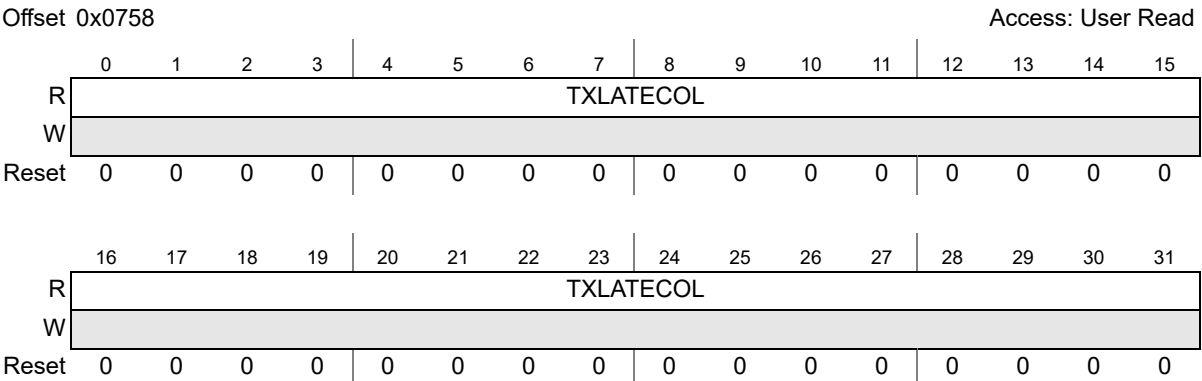 Offset 0x0758 Access: User Read
0 1 2 3 4 5 6 7 8 9 10 11 12 13 14 15
R TXLATECOL
W
Reset 0 0 0 0 0 0 0 0 0 0 0 0 0 0 0 0
16 17 18 19 20 21 22 23 24 25 26 27 28 29 30 31
R TXLATECOL
W
Reset 0 0 0 0 0 0 0 0 0 0 0 0 0 0 0 0